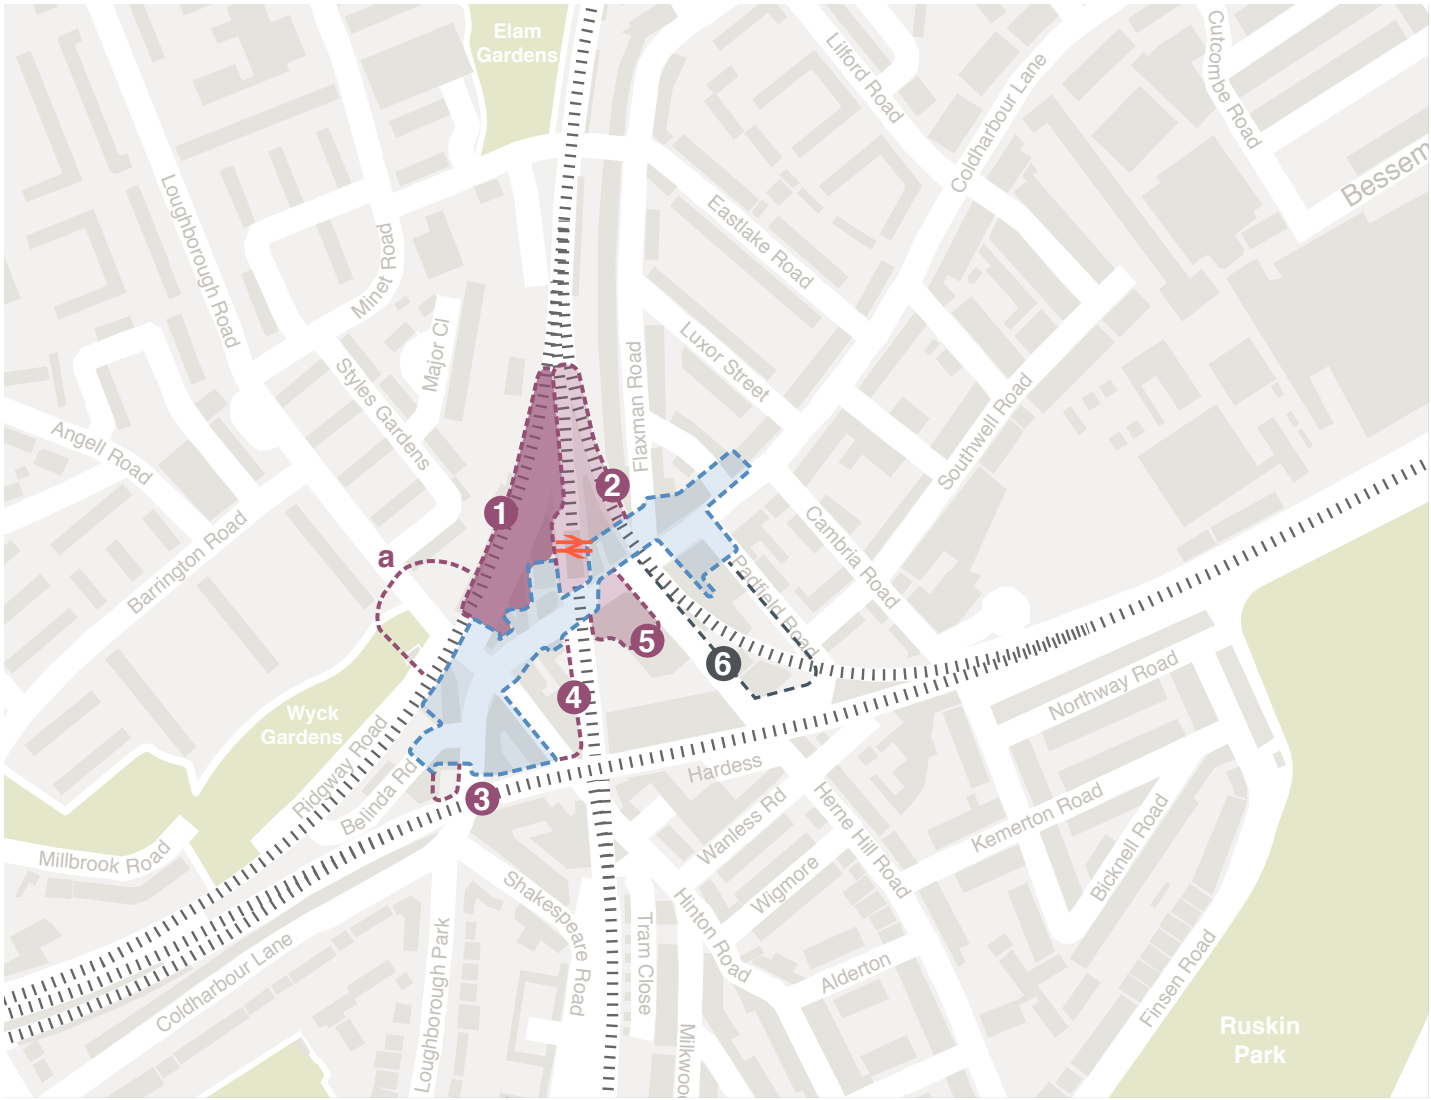 Elam
Gardens
Lilford Road
Coldharbour Lane
Cutcombe Road
Bessem
Loughborough Road
Minet Road
Eastlake Road
Major Cl
Styles Gardens
Luxor Street
Flaxman Road
Southwell Road
Angell Road
Barrington Road
Cambria Road
Padfield Road
1
2
a
5
6
4
3
Wyck
Gardens
Ridgway Road
Belinda Rd
Hardess
Northway Road
Millbrook Road
Wanless Rd
Herne Hill Road
Kemerton Road
Bicknell Road
Wigmore
Shakespeare Road
Hinton Road
Tram Close
Loughborough Park
Coldharbour Lane
Alderton
Finsen Road
Milkwoo
Ruskin
Park